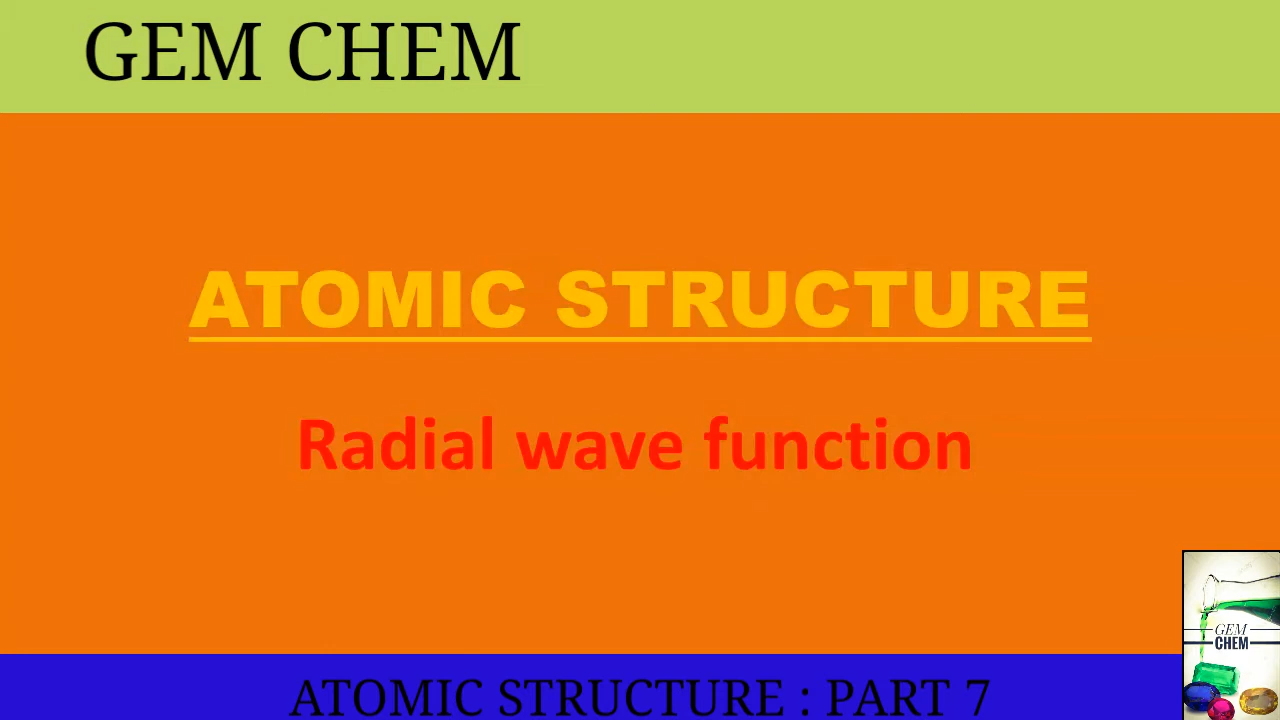 GEM CHEM
ATOMIC STRUCTURE
Radial wave function
GEM
CHEM
ATOMIC STRUCTURE : PART 7